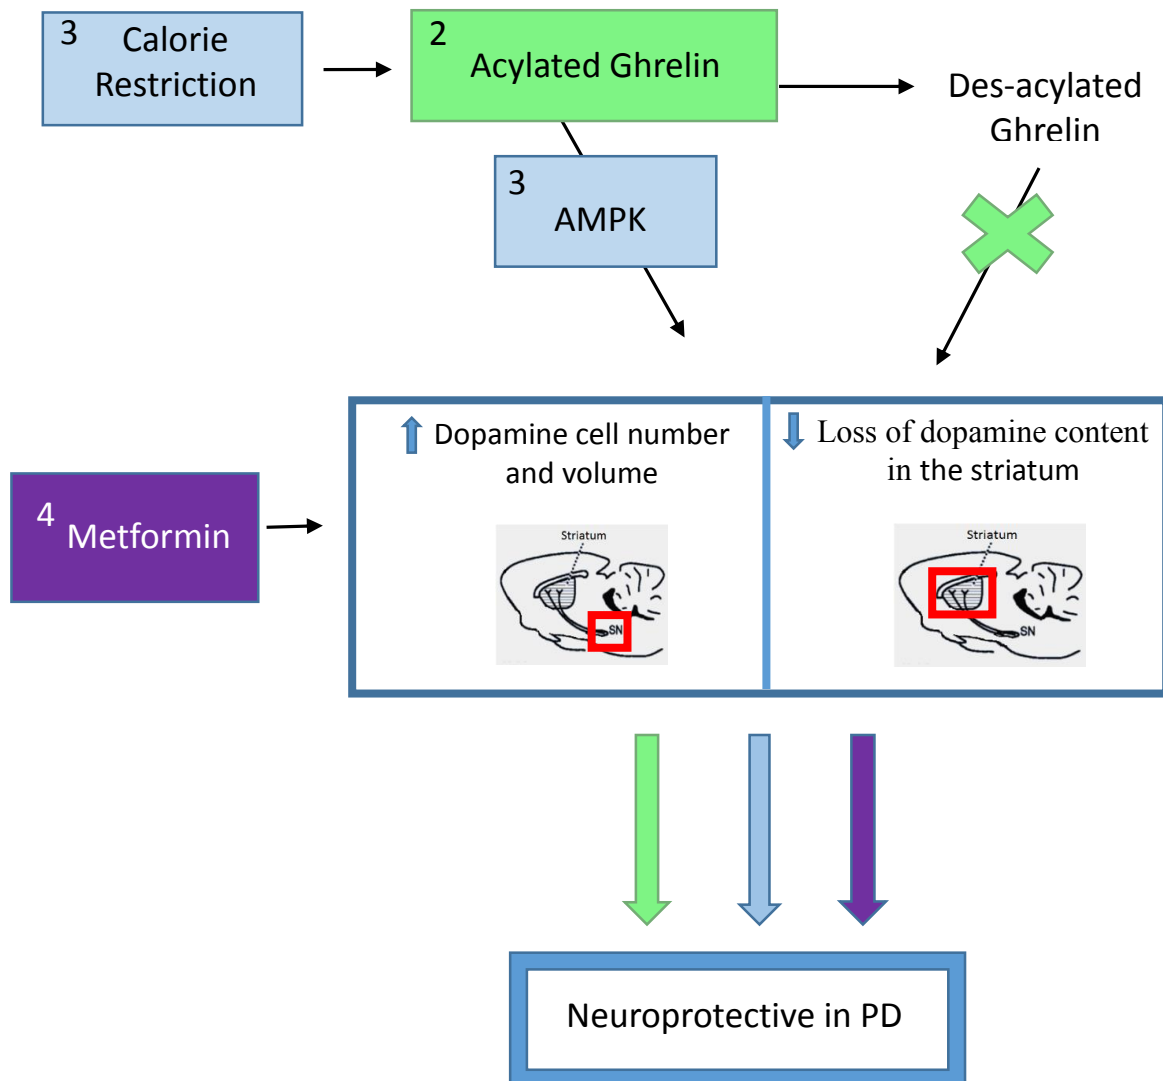 3
Calorie
Restriction
2
Acylated Ghrelin
Des-acylated
Ghrelin
3
AMPK
Dopamine cell number
and volume
Loss of dopamine content
in the striatum
4
Metformin
Striatum
SN
Striatum
SN
Neuroprotective in PD